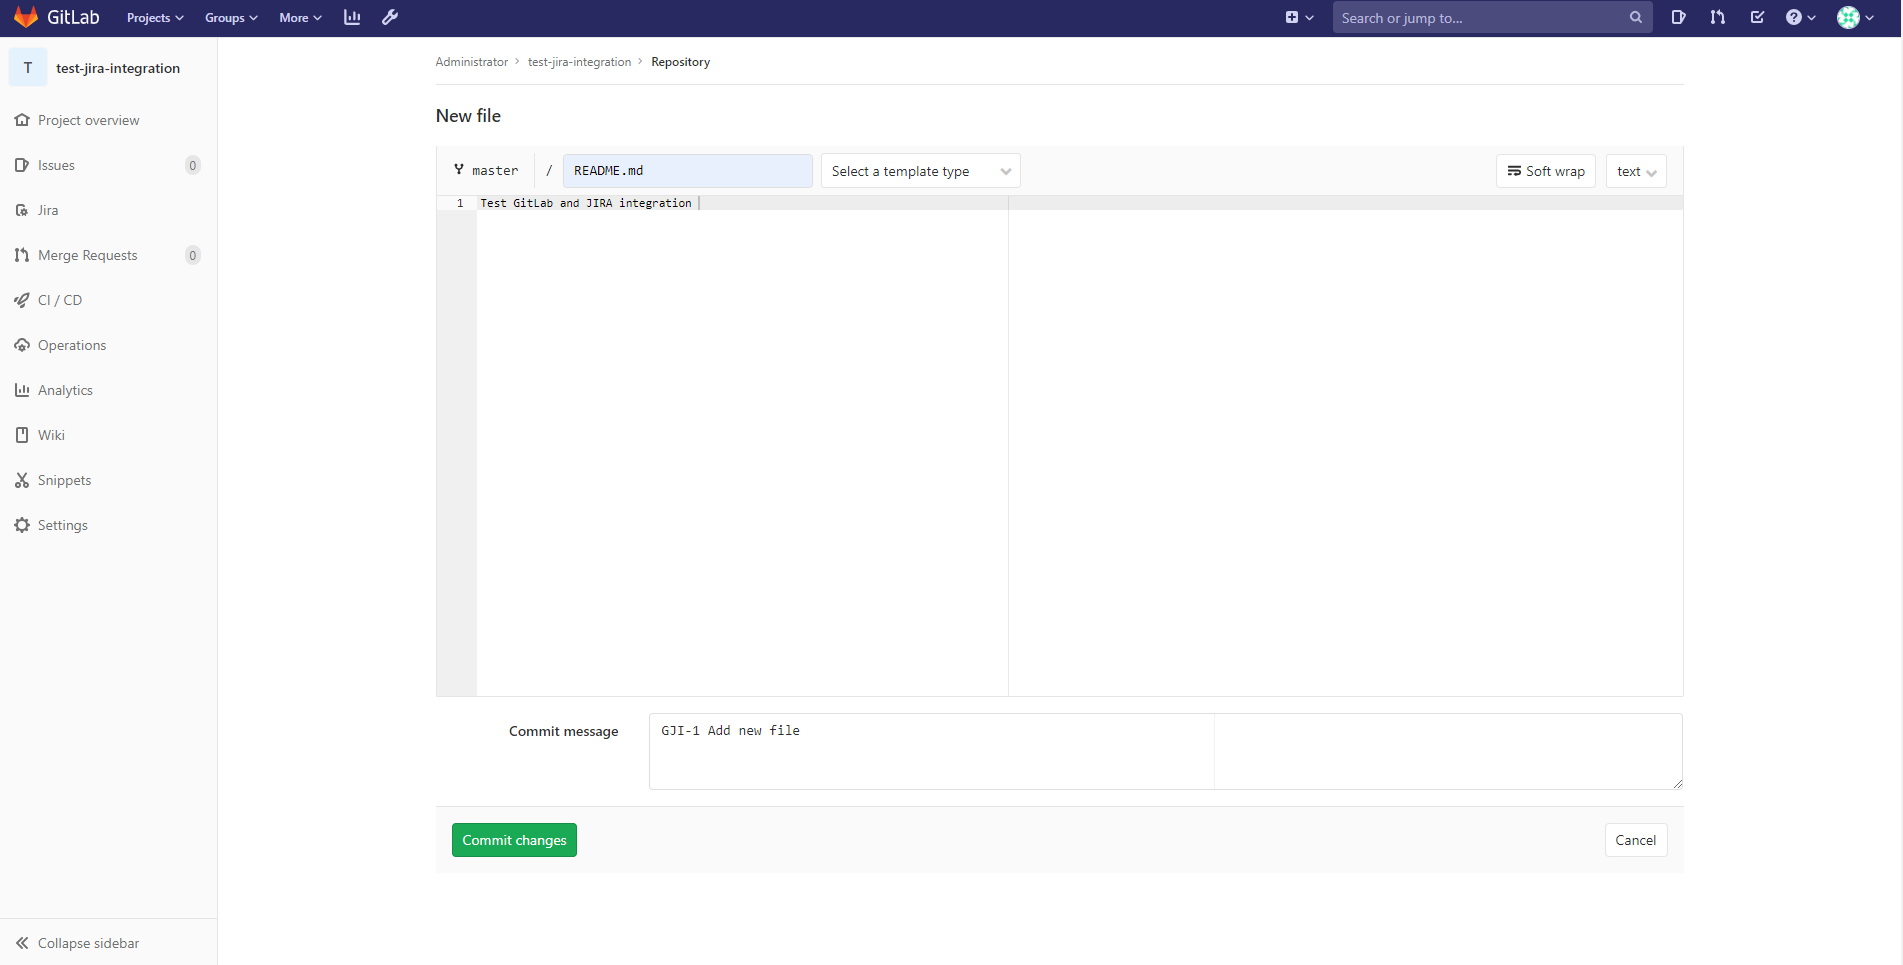 GitLab Projects Groups More Search or jump to...
T test-jira-integration
Project overview
Issues 0
Jira
Merge Requests 0
CI / CD
Operations
Analytics
Wiki
Snippets
Settings
Collapse sidebar
Administrator > test-jira-integration > Repository
New file
master / README.md Select a template type Soft wrap text
1 Test GitLab and JIRA integration
Commit message GJI-1 Add new file
Commit changes Cancel